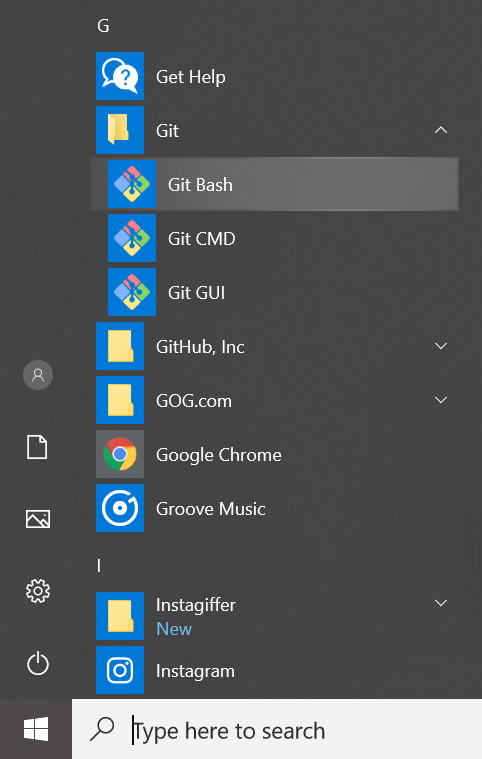 G
Get Help
Git
Git Bash
Git CMD
Git GUI
GitHub, Inc
GOG.com
Google Chrome
Groove Music
I
Instagiffer
New
Instagram
Type here to search